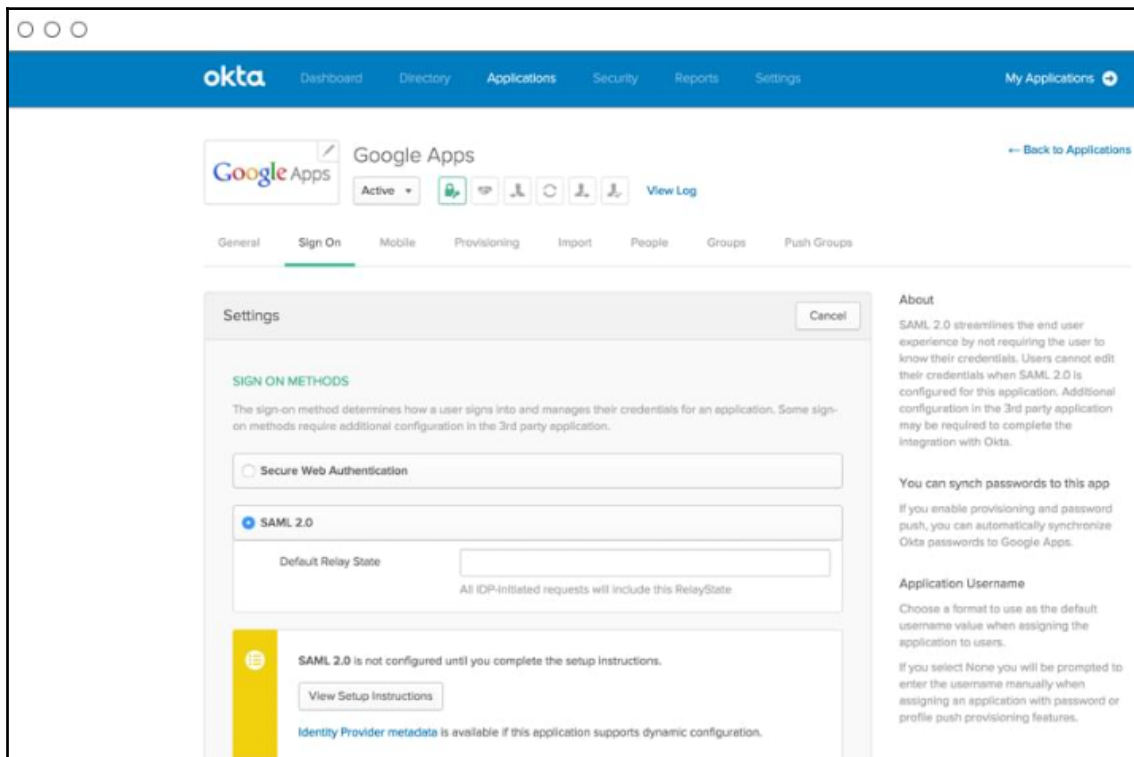 okta Dashboard Directory Applications Security Reports Settings My Applications
Google Apps
Google Apps
← Back to Applications
Active
View Log
General Sign On Mobile Provisioning Import People Groups Push Groups
Settings
Cancel
SIGN ON METHODS
The sign-on method determines how a user signs into and manages their credentials for an application. Some sign-
on methods require additional configuration in the 3rd party application.
Secure Web Authentication
SAML 2.0
Default Relay State
All IDP-initiated requests will include this RelayState
SAML 2.0 is not configured until you complete the setup instructions.
View Setup Instructions
Identity Provider metadata is available if this application supports dynamic configuration.
About
SAML 2.0 streamlines the end user
experience by not requiring the user to
know their credentials. Users cannot edit
their credentials when SAML 2.0 is
configured for this application. Additional
configuration in the 3rd party application
may be required to complete the
integration with Okta.
You can synch passwords to this app
If you enable provisioning and password
push, you can automatically synchronize
Okta passwords to Google Apps.
Application Username
Choose a format to use as the default
username value when assigning the
application to users.
If you select None you will be prompted to
enter the username manually when
assigning an application with password or
profile push provisioning features.